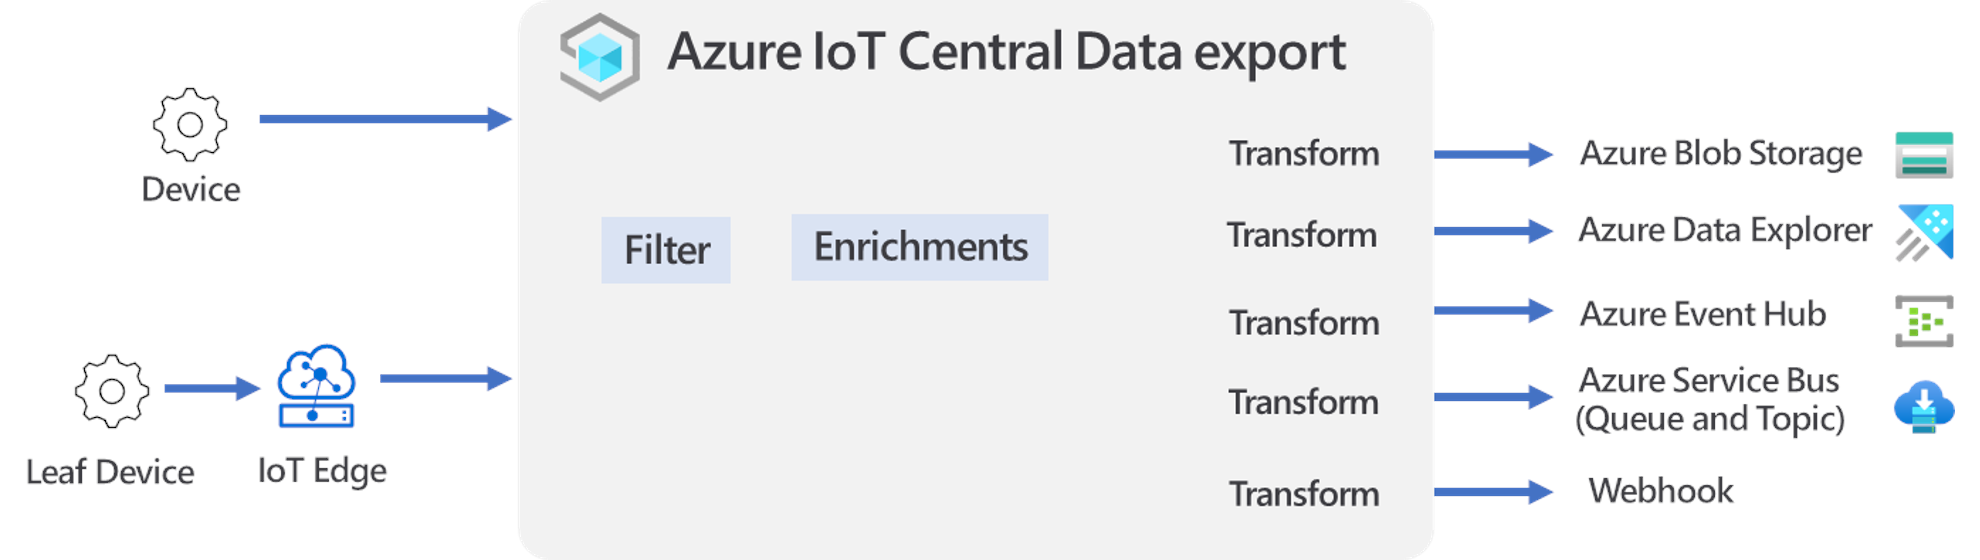 Azure IoT Central Data export
Device
Filter
Enrichments
Leaf Device
IoT Edge
Transform
Transform
Transform
Transform
Transform
Azure Blob Storage
Azure Data Explorer
Azure Event Hub
Azure Service Bus
(Queue and Topic)
Webhook